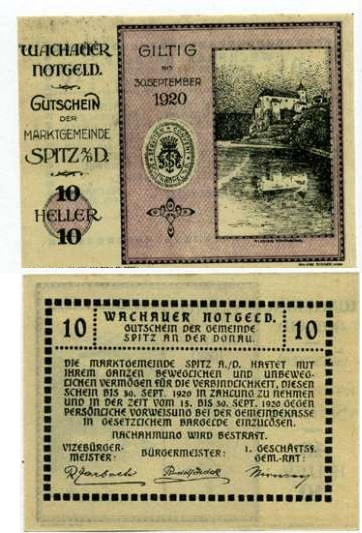 WACHAUER
NOTGELD.
GUTSCHEIN
DER
MARKTGEMEINDE
SPITZ A/D.
10
HELLER
10
GILTIG
BIS
30. SEPTEMBER
1920
10
WACHAUER NOTGELD.
GUTSCHEIN DER GEMEINDE
SPITZ AN DER DONAU.
10
DIE MARKTGEMEINDE SPITZ A./D. HAFTET MIT
IHREM GANZEN BEWEGLICHEN UND UNBEWEG-
LICHEN VERMÖGEN FÜR DIE VERBINDLICHKEIT, DIESEN
SCHEIN BIS 30. SEPT. 1920 IN ZAHLUNG ZU NEHMEN
UND IN DER ZEIT VOM 15. BIS 30. SEPT. 1920 GEGEN
PERSÖNLICHE VORWEISUNG BEI DER GEMEINDEKASSE
IN GESETZLICHEM BARGELDE EINZULÖSEN.
NACHAHMUNG WIRD BESTRAFT.
VIZEBÜRGER-
MEISTER:
BÜRGERMEISTER:
1. GESCHÄFTSF.
GEM.-RAT: